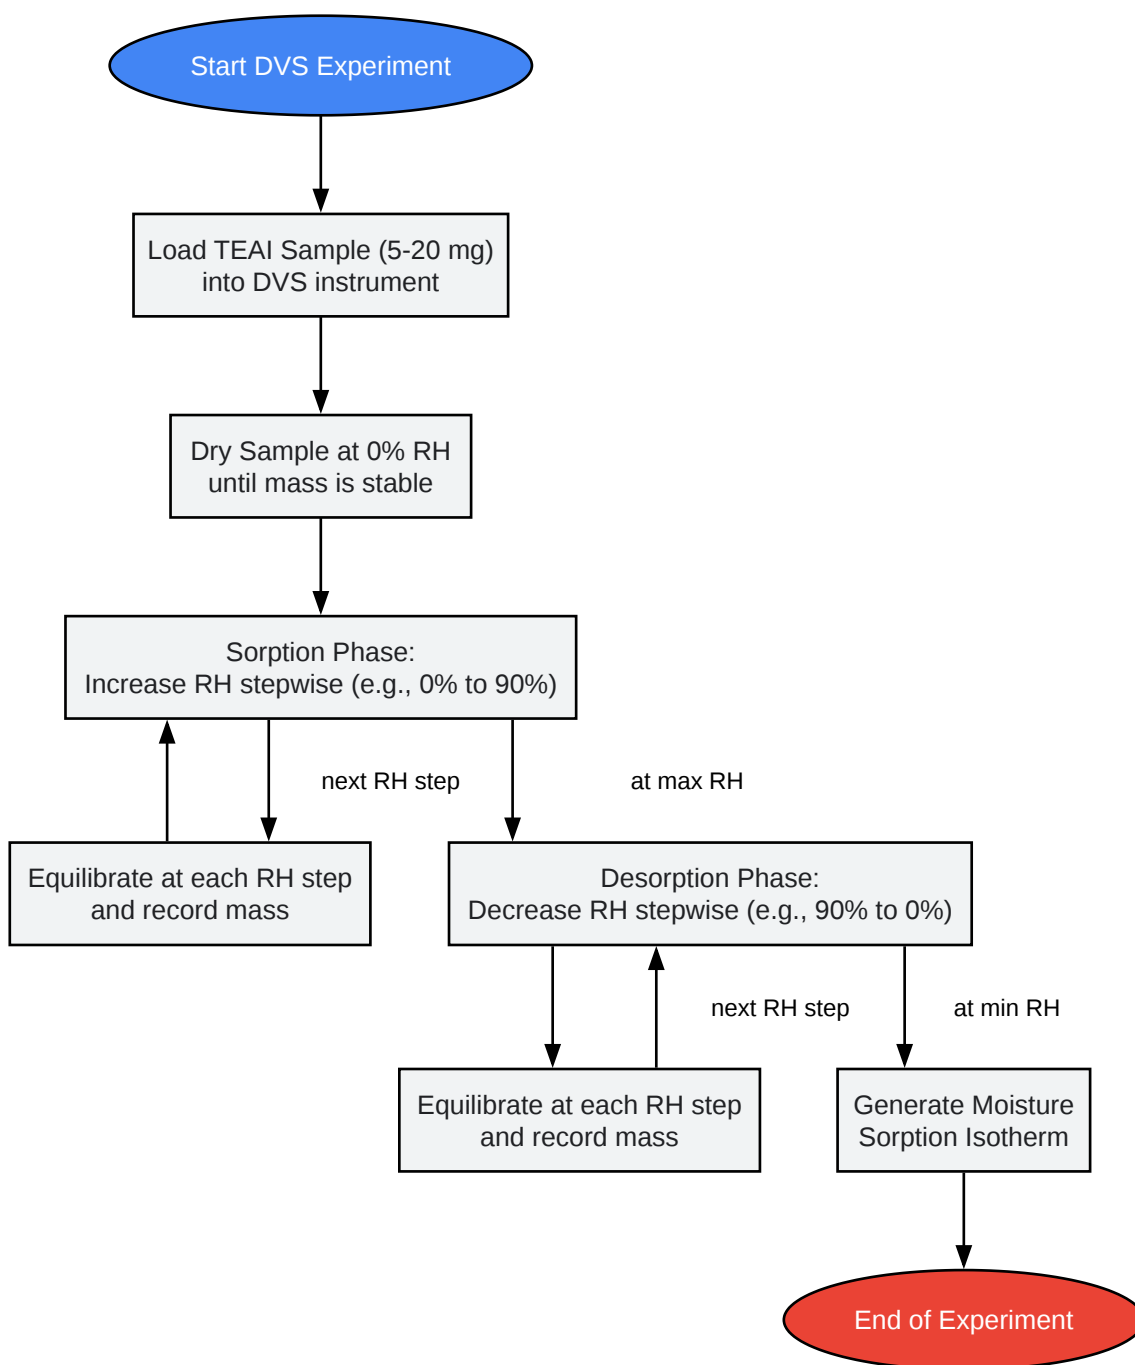 Start DVS Experiment
Load TEAI Sample (5-20 mg)
into DVS instrument
Dry Sample at 0% RH
until mass is stable
Sorption Phase:
Increase RH stepwise (e.g., 0% to 90%)
next RH step
at max RH
Equilibrate at each RH step
and record mass
Desorption Phase:
Decrease RH stepwise (e.g., 90% to 0%)
next RH step
at min RH
Equilibrate at each RH step
and record mass
Generate Moisture
Sorption Isotherm
End of Experiment